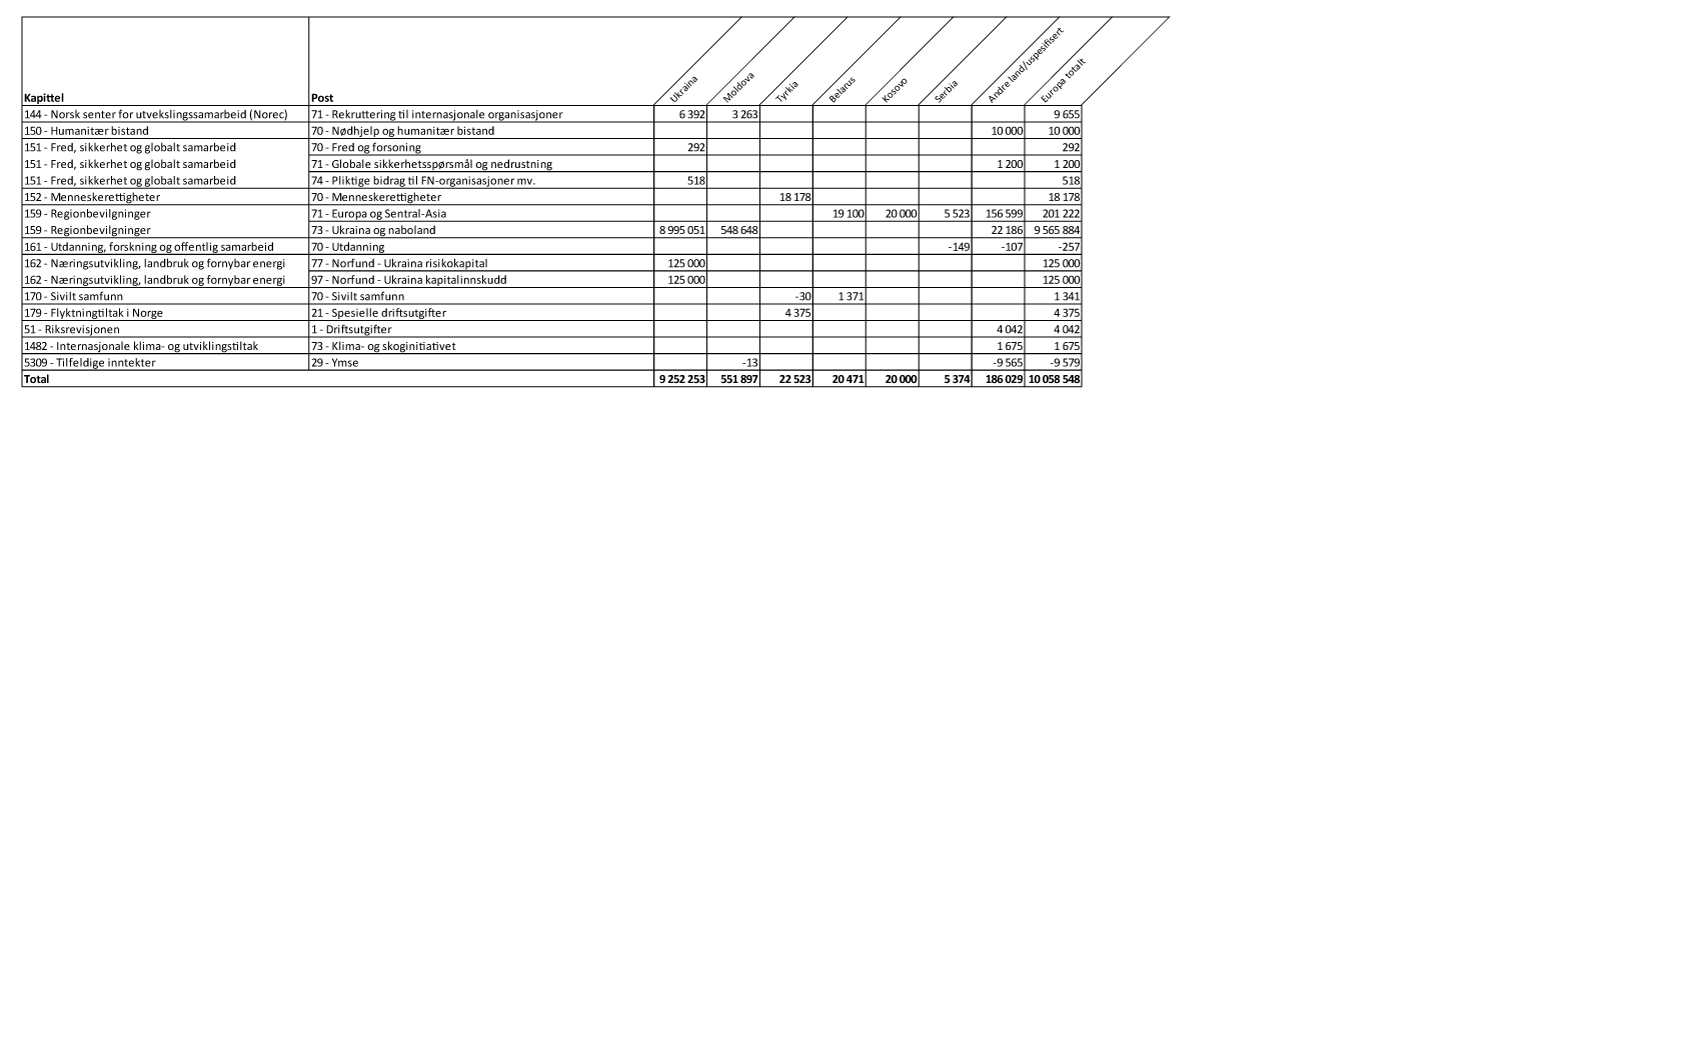 Kapittel Post Ukraina Moldova Tyrkia Belarus Kosovo Serbia Andre land/uspesifisert Europa totalt
144 - Norsk senter for utvekslingssamarbeid (Norec) 71 - Rekruttering til internasjonale organisasjoner 6 392 3 263 9 655
150 - Humanitær bistand 70 - Nødhjelp og humanitær bistand 10 000 10 000
151 - Fred, sikkerhet og globalt samarbeid 70 - Fred og forsoning 292 292
151 - Fred, sikkerhet og globalt samarbeid 71 - Globale sikkerhetsspørsmål og nedrustning 1 200 1 200
151 - Fred, sikkerhet og globalt samarbeid 74 - Pliktige bidrag til FN-organisasjoner mv. 518 518
152 - Menneskerettigheter 70 - Menneskerettigheter 18 178 18 178
159 - Regionbevilgninger 71 - Europa og Sentral-Asia 19 100 20 000 5 523 156 599 201 222
159 - Regionbevilgninger 73 - Ukraina og naboland 8 995 051 548 648 22 186 9 565 884
161 - Utdanning, forskning og offentlig samarbeid 70 - Utdanning -149 -107 -257
162 - Næringsutvikling, landbruk og fornybar energi 77 - Norfund - Ukraina risikokapital 125 000 125 000
162 - Næringsutvikling, landbruk og fornybar energi 97 - Norfund - Ukraina kapitalinnskudd 125 000 125 000
170 - Sivilt samfunn 70 - Sivilt samfunn -30 1 371 1 341
179 - Flyktningtiltak i Norge 21 - Spesielle driftsutgifter 4 375 4 375
51 - Riksrevisjonen 1 - Driftsutgifter 4 042 4 042
1482 - Internasjonale klima- og utviklingstiltak 73 - Klima- og skoginitiativet 1 675 1 675
5309 - Tilfeldige inntekter 29 - Ymse -13 -9 565 -9 579
Total 9 252 253 551 897 22 523 20 471 20 000 5 374 186 029 10 058 548